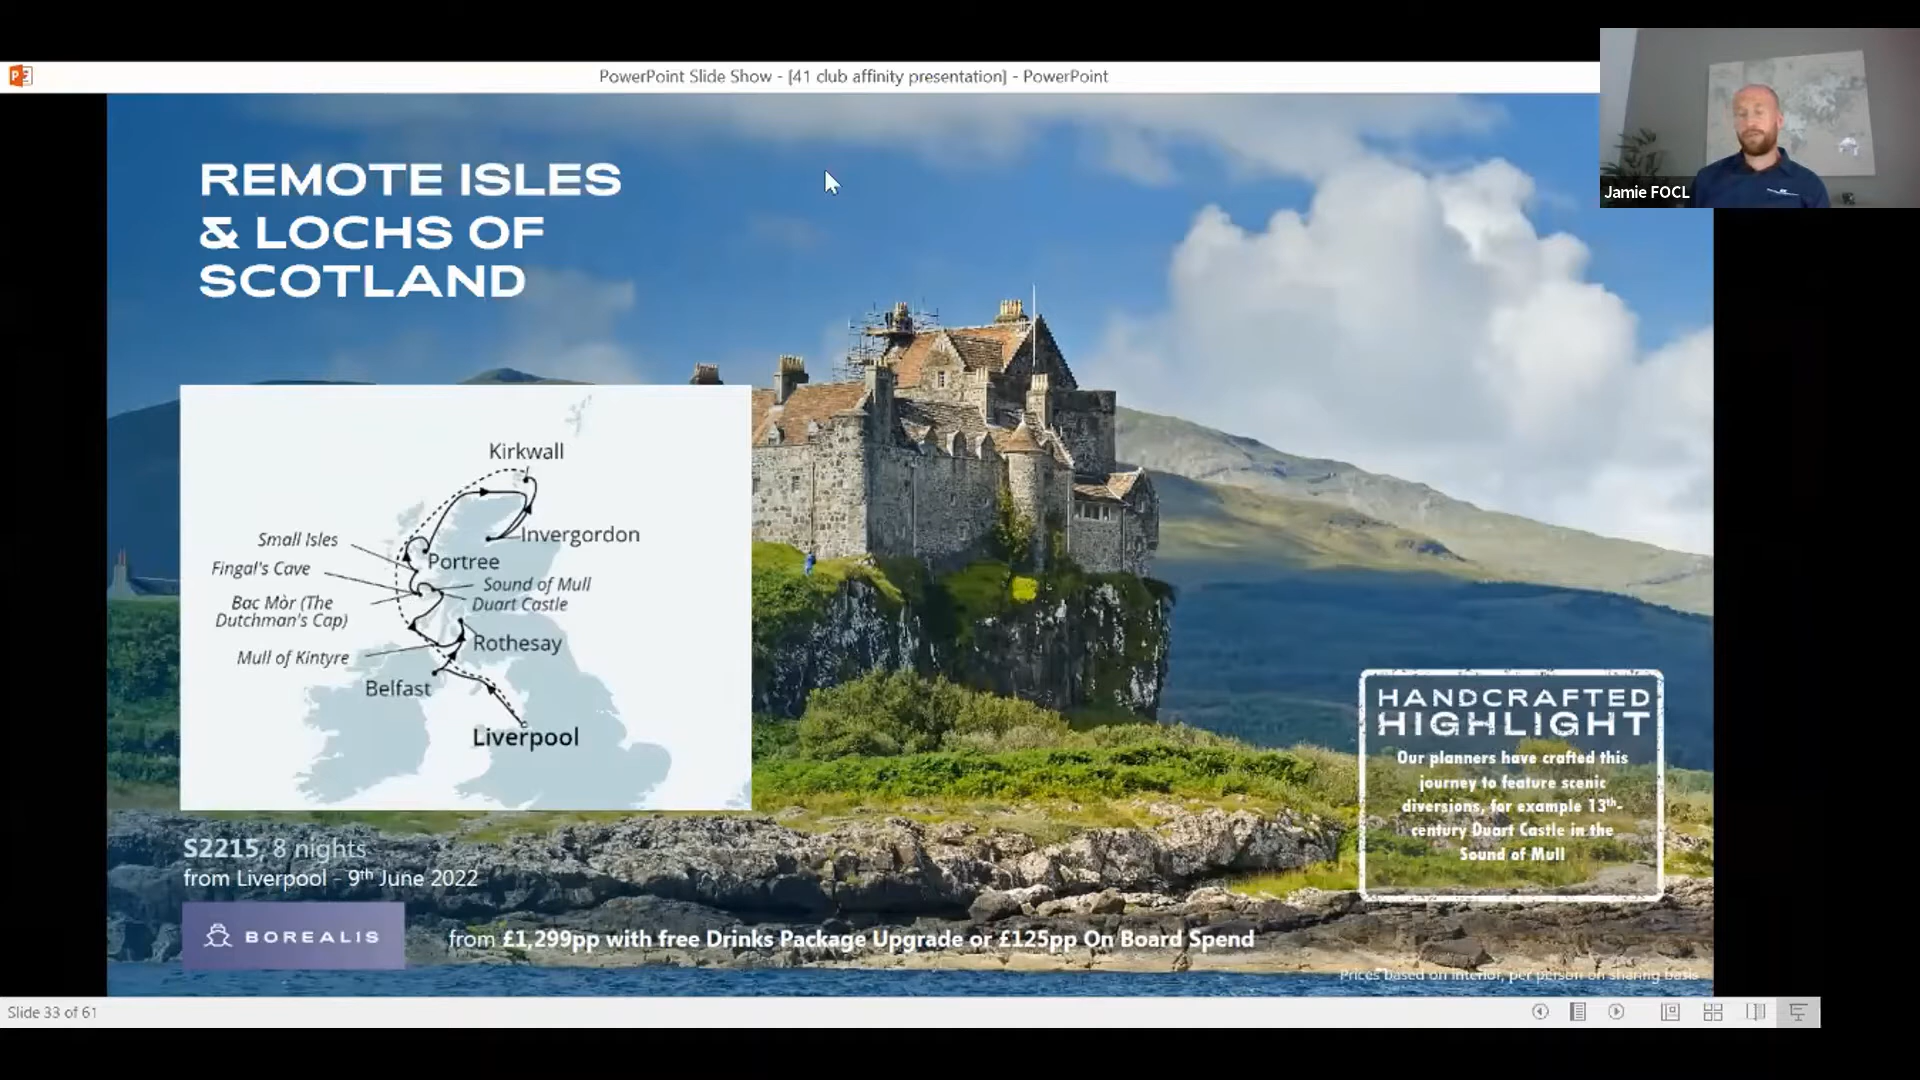 PowerPoint Slide Show - [41 club affinity presentation] - PowerPoint
Jamie FOCL
REMOTE ISLES
& LOCHS OF
SCOTLAND
Kirkwall
Invergordon
Small Isles
Portree
Fingal's Cave
Sound of Mull
Duart Castle
Bac Mòr (The
Dutchman's Cap)
Rothesay
Mull of Kintyre
Belfast
Liverpool
HANDCRAFTED
HIGHLIGHT
Our planners have crafted this
journey to feature scenic
diversions, for example 13th-
century Duart Castle in the
Sound of Mull
S2215, 8 nights
from Liverpool - 9th June 2022
BOREALIS
from £1,299pp with free Drinks Package Upgrade or £125pp On Board Spend
Prices based on interior, per person on sharing basis
Slide 33 of 61